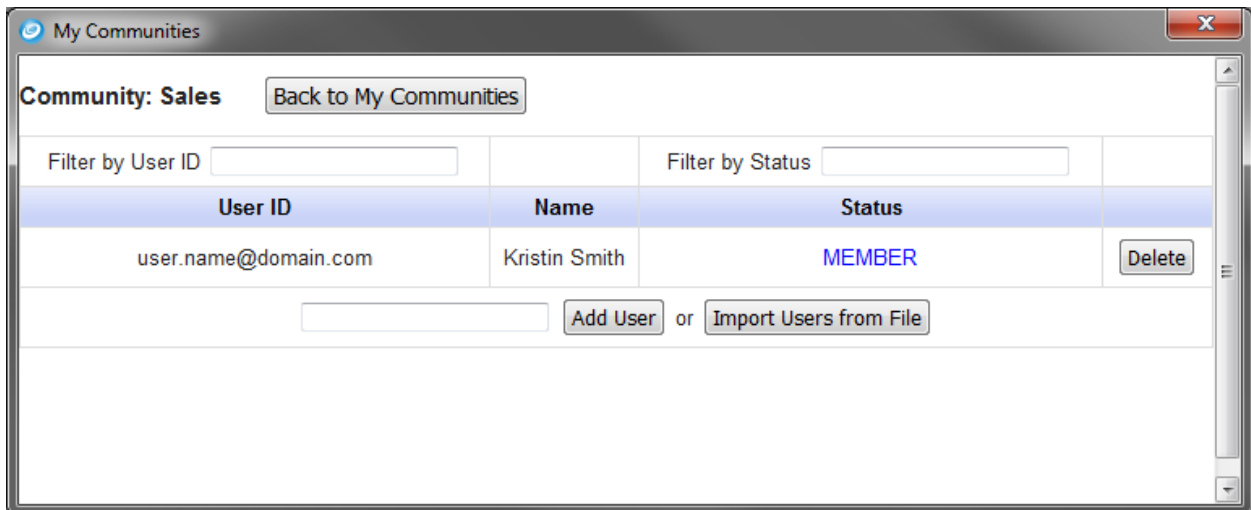 My Communities
Community: Sales Back to My Communities
Filter by User ID Filter by Status
User ID Name Status
user.name@domain.com Kristin Smith MEMBER Delete
Add User or Import Users from File